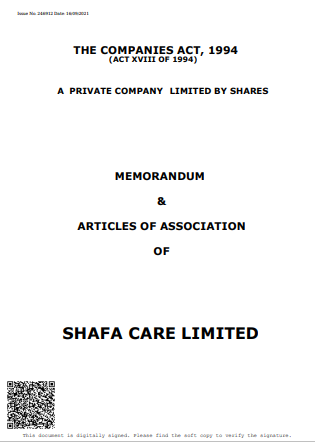 Issue No. 248912 Date: 16/09/2021
THE COMPANIES ACT, 1994
(ACT XVIII OF 1994)
A PRIVATE COMPANY LIMITED BY SHARES
MEMORANDUM
&
ARTICLES OF ASSOCIATION
OF
SHAFA CARE LIMITED
This document is digitally signed. Please find the soft copy to verify the signature.